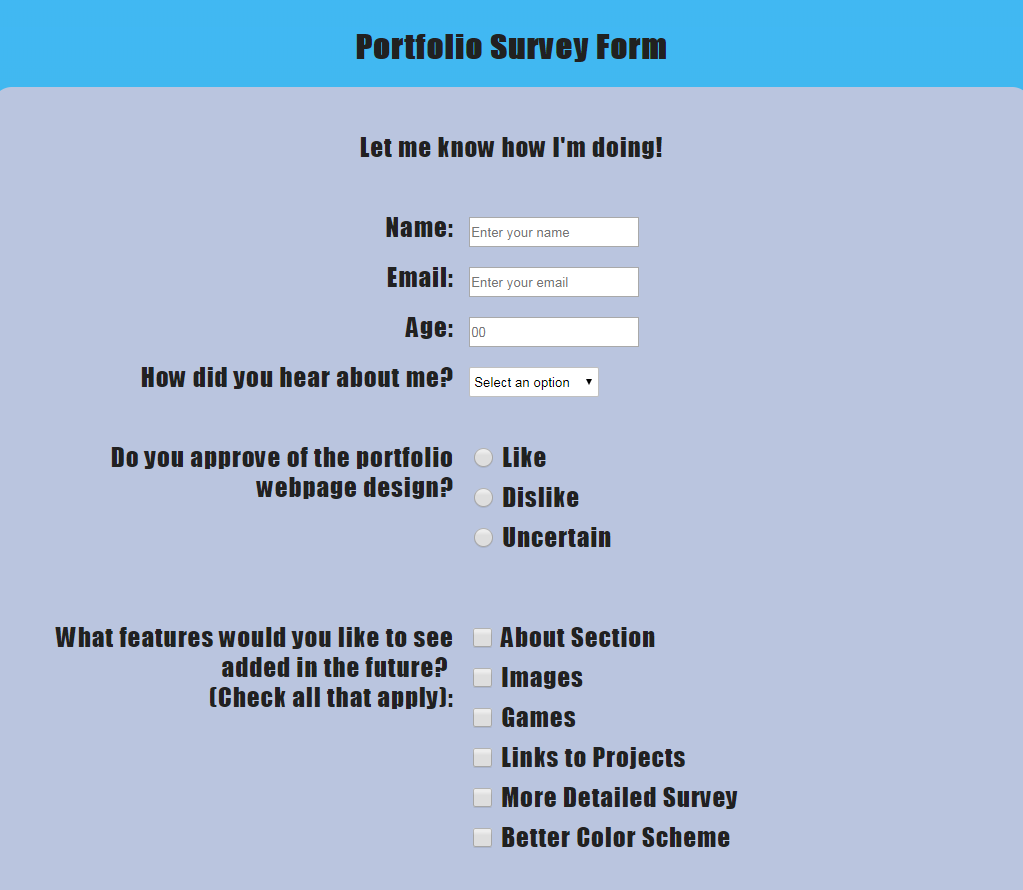 Portfolio Survey Form
Let me know how I'm doing!
Name: Enter your name
Email: Enter your email
Age: 00
How did you hear about me? Select an option
Do you approve of the portfolio
webpage design?
Like
Dislike
Uncertain
What features would you like to see
added in the future?
(Check all that apply):
About Section
Images
Games
Links to Projects
More Detailed Survey
Better Color Scheme